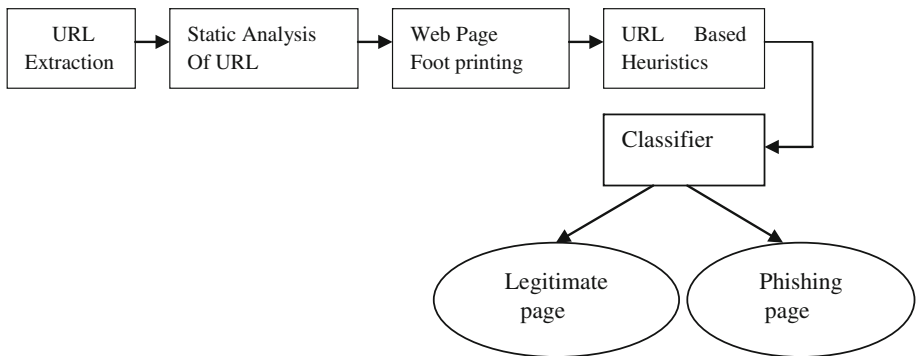 URL
Extraction
Static Analysis
Of URL
Web Page
Foot printing
URL Based
Heuristics
Classifier
Legitimate
page
Phishing
page